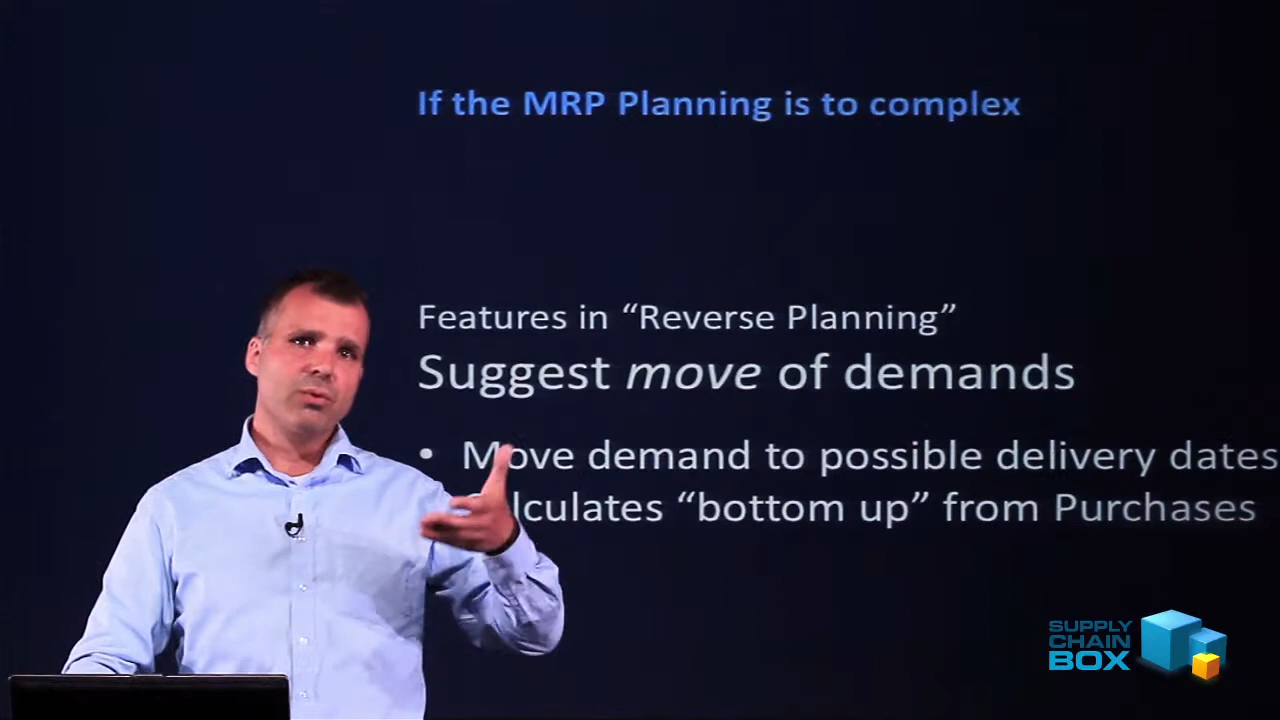 If the MRP Planning is to complex
Features in “Reverse Planning”
Suggest move of demands
• Move demand to possible delivery dates
“bottom up” from Purchases
SUPPLY
CHAIN
BOX